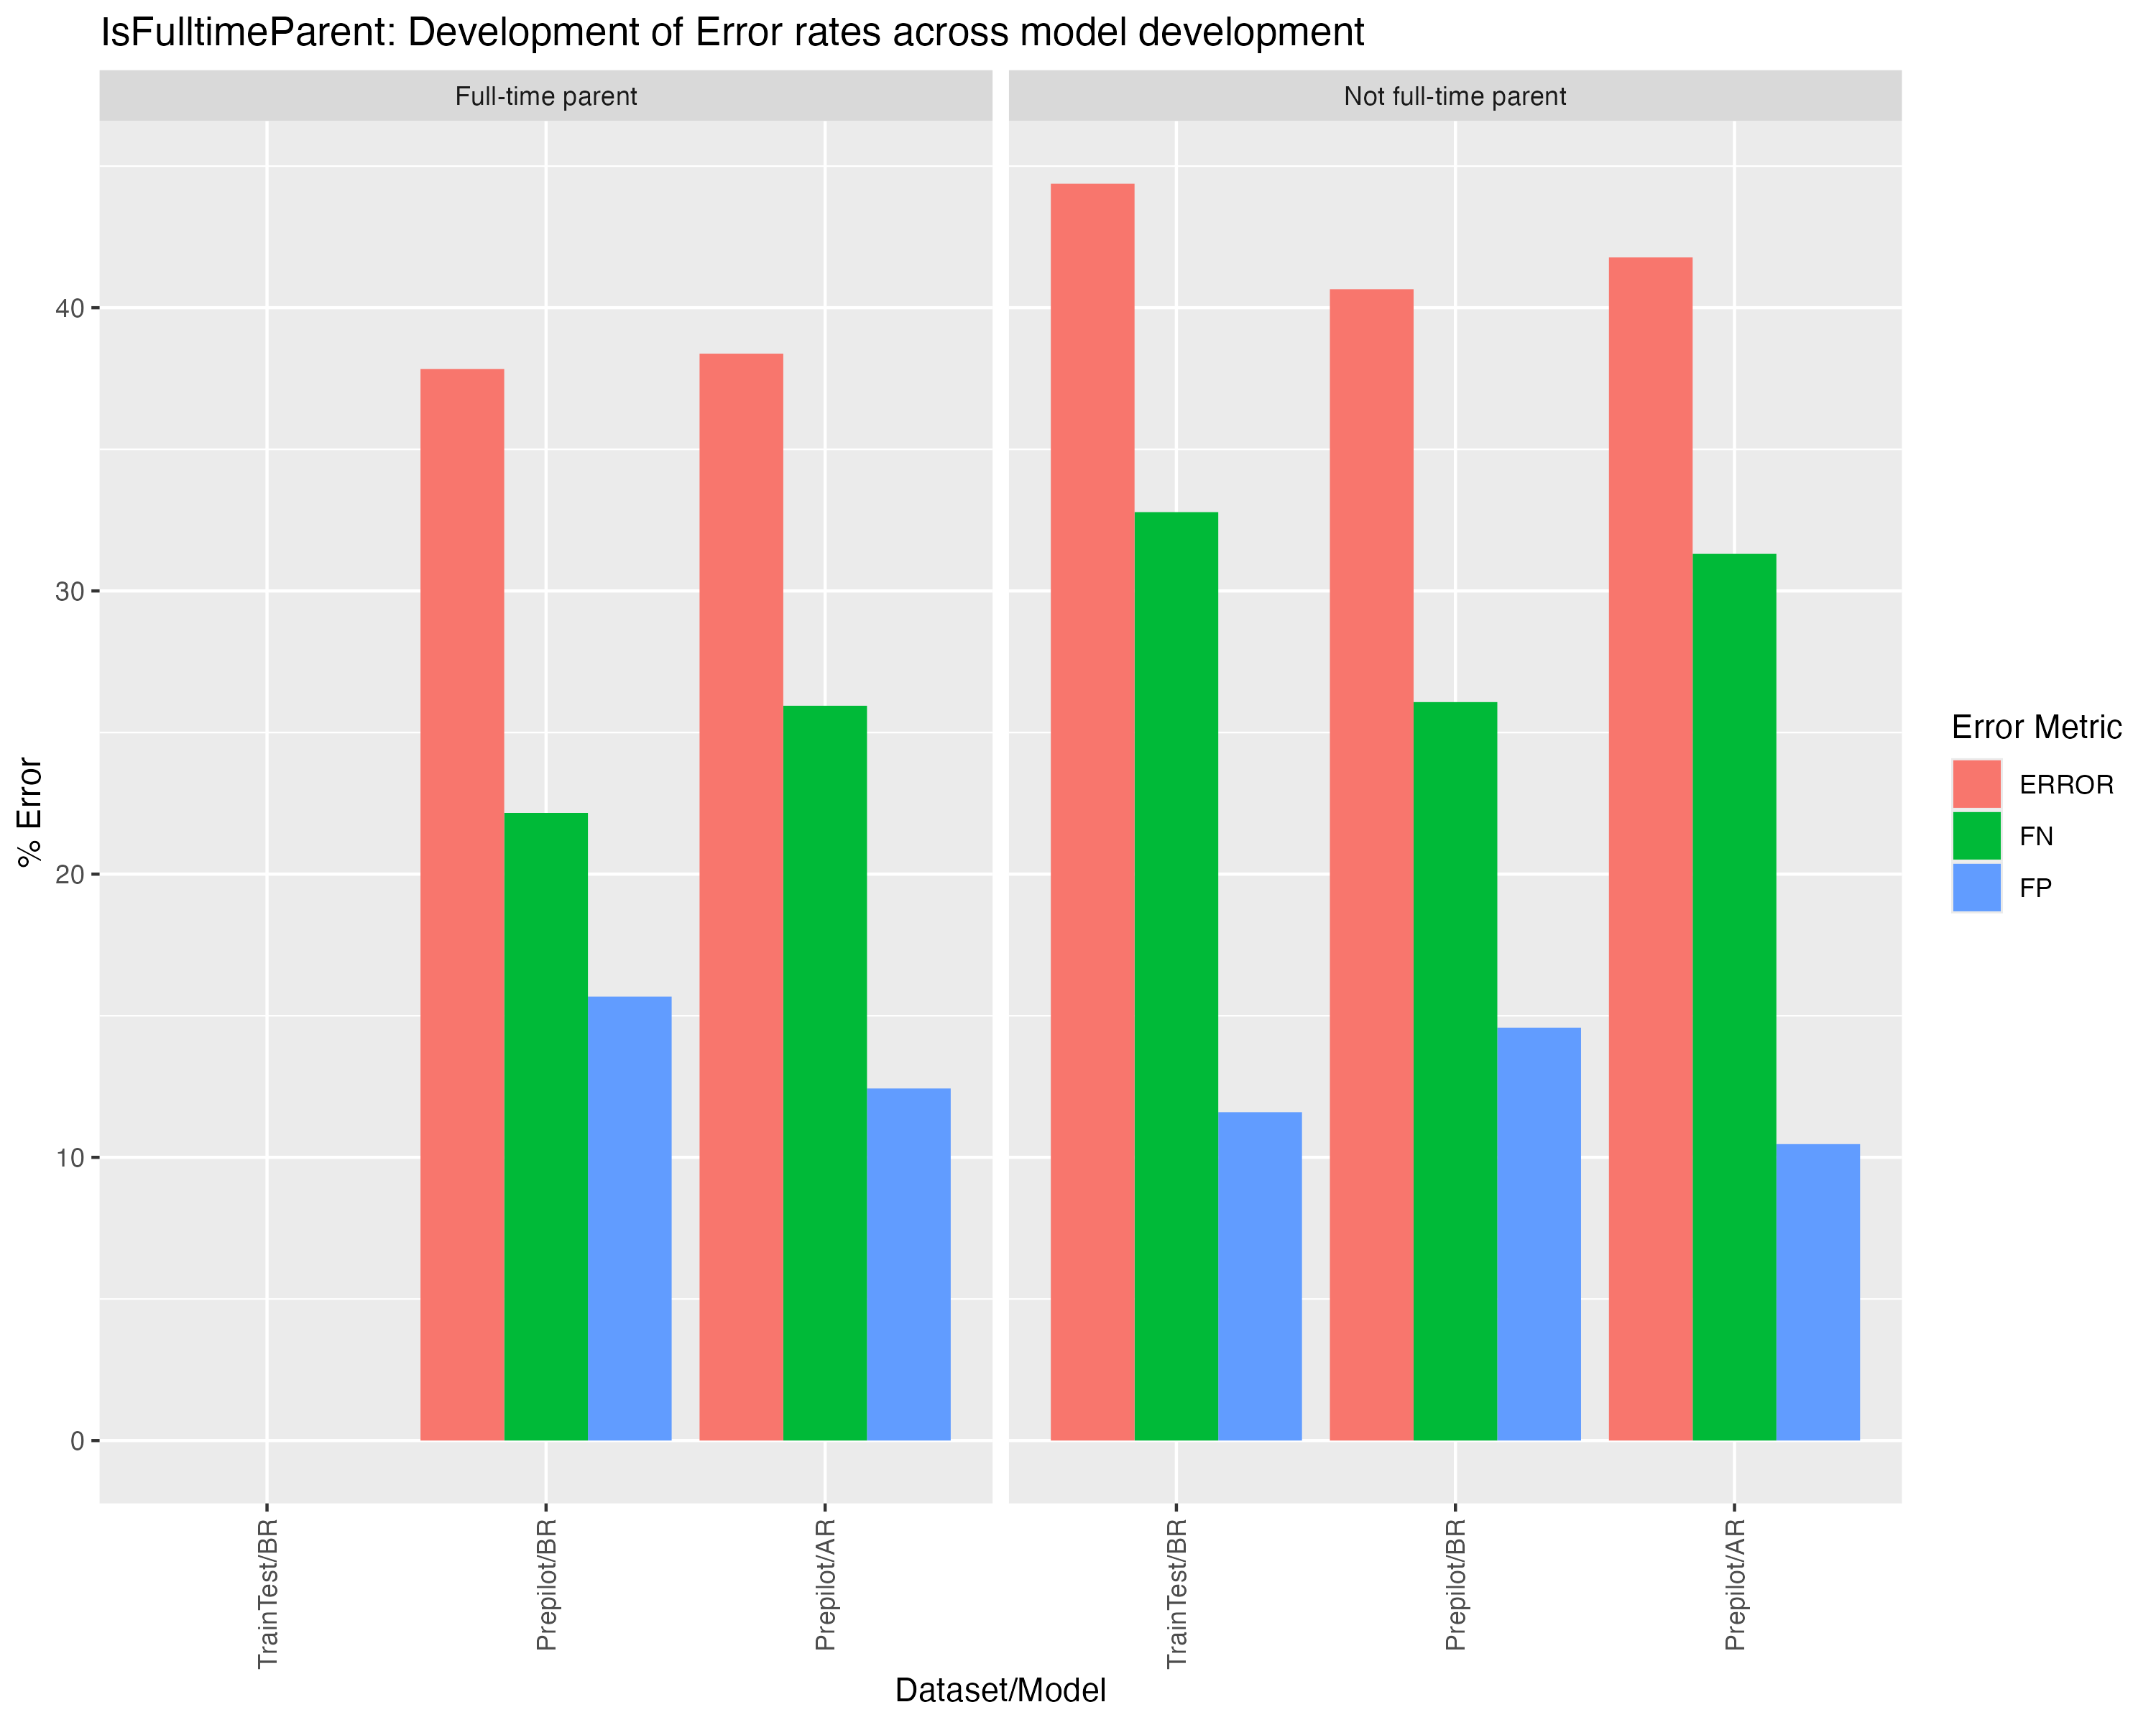 IsFulltimeParent: Development of Error rates across model development
Full-time parent
Not full-time parent
% Error
40
30
20
10
0
TrainTest/BR
Prepilot/BR
Prepilot/AR
TrainTest/BR
Prepilot/BR
Prepilot/AR
Dataset/Model
Error Metric
ERROR
FN
FP